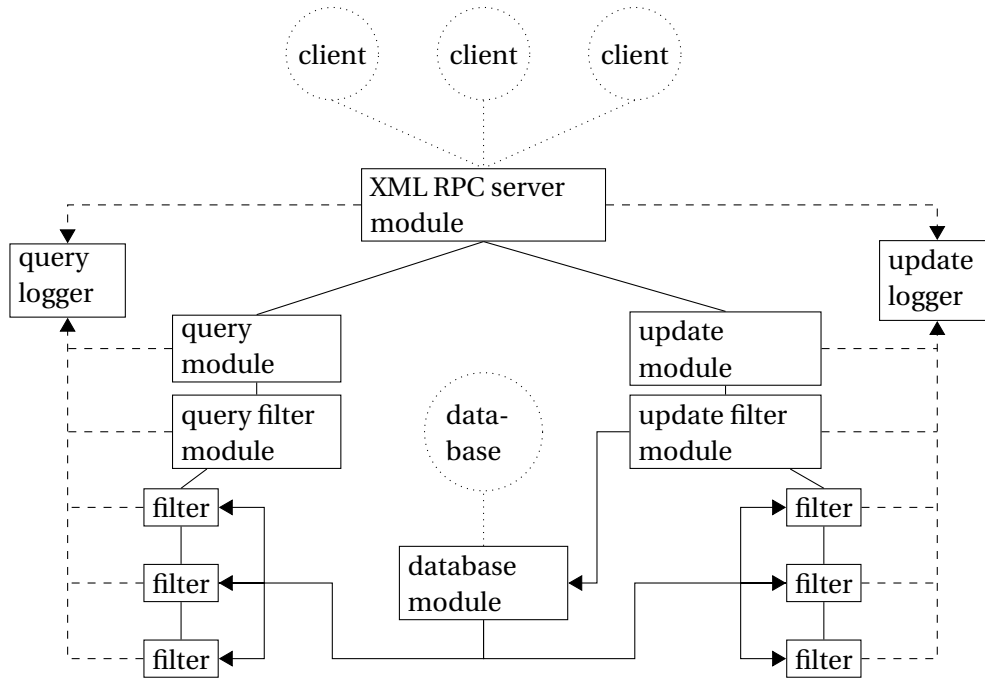 client
client
client
XML RPC server
module
query
logger
update
logger
query
module
update
module
query filter
module
data-
base
update filter
module
filter
filter
database
module
filter
filter
filter
filter